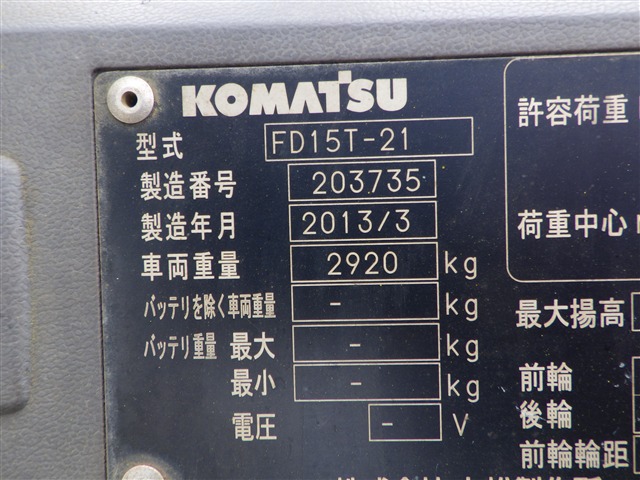 KOMATSU
型式 FD15T-21
製造番号 203735
製造年月 2013/3
車両重量 2920 kg
バッテリを除く車両重量 - kg
バッテリ重量 最大 - kg
最小 - kg
電圧 - V
許容荷重
荷重中心
最大揚高
前輪
後輪
前輪輪距